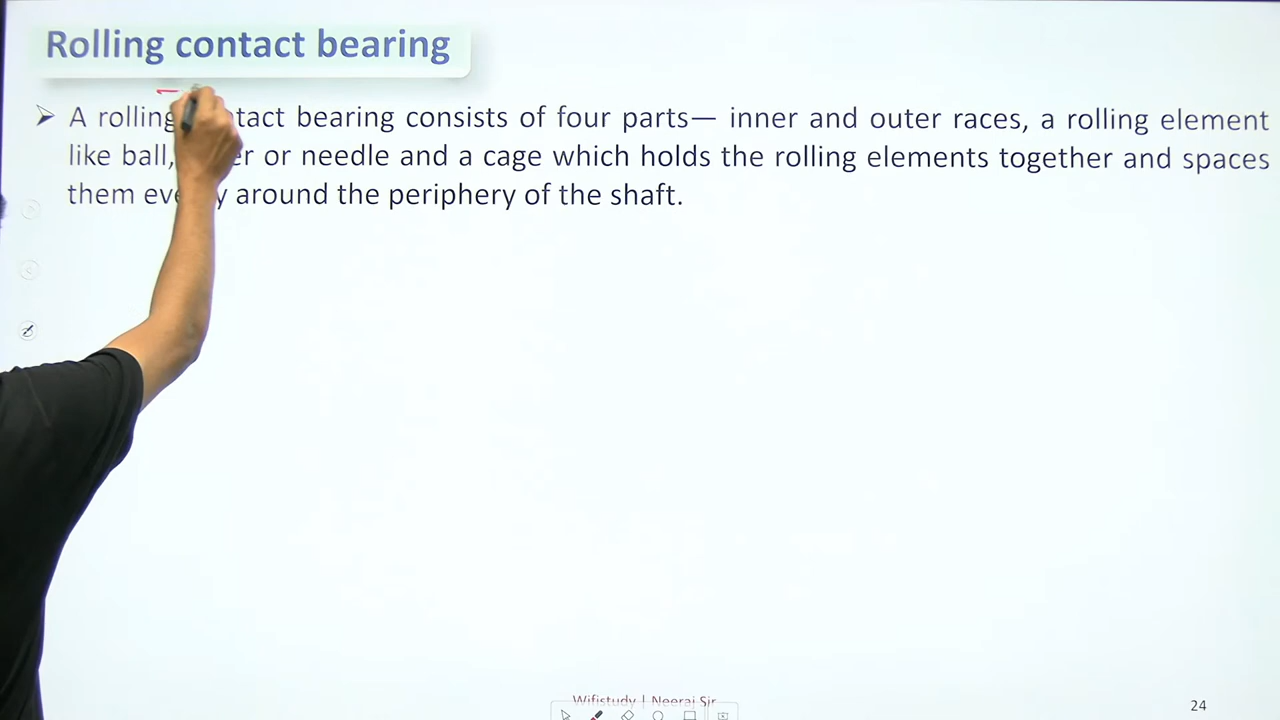 Rolling contact bearing
➢ A rolling contact bearing consists of four parts— inner and outer races, a rolling element
like ball, or needle and a cage which holds the rolling elements together and spaces
them around the periphery of the shaft.
Wifistudy | Neeraj Sir
24